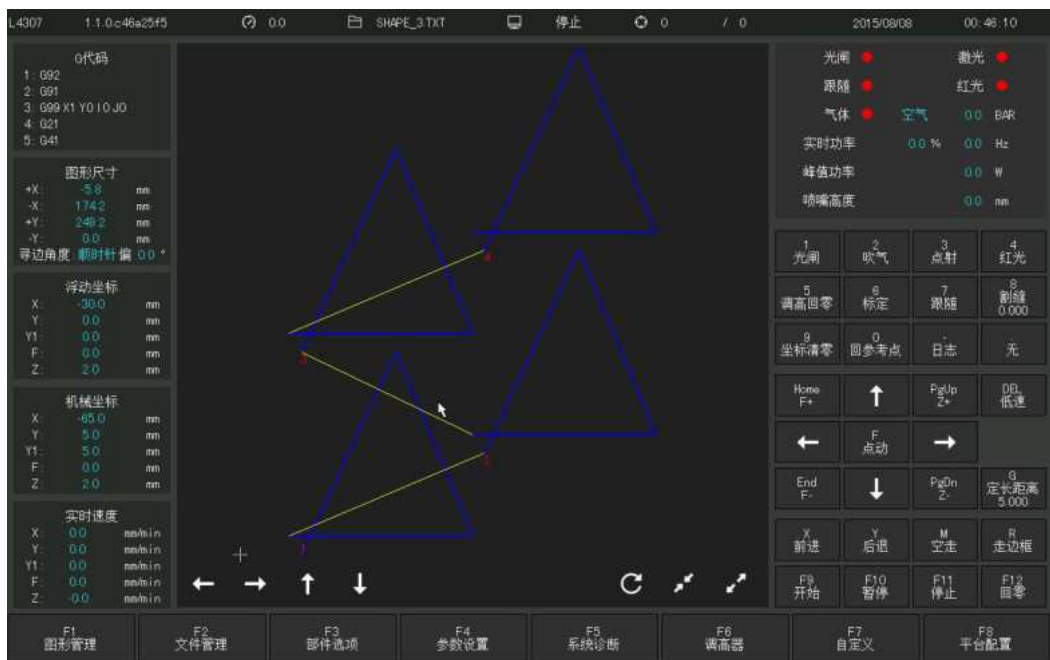 L4307 1.1.0.c46a25f5 0.0 SHAPE_3.TXT 停止 0 / 0 2015/08/08 00:46:10
G代码
1: G92
2: G91
3: G99 X1 Y0 I0 J0
4: G21
5: G41
图形尺寸
+X: -5.8 mm
-X: 174.2 mm
+Y: 249.2 mm
-Y: 0.0 mm
寻边角度:顺时针偏 0.0 °
浮动坐标
X: -30.0 mm
Y: 0.0 mm
Y1: 0.0 mm
F: 0.0 mm
Z: 2.0 mm
机械坐标
X: -65.0 mm
Y: 5.0 mm
Y1: 5.0 mm
F: 0.0 mm
Z: 2.0 mm
实时速度
X: 0.0 mm/min
Y: 0.0 mm/min
Y1: 0.0 mm/min
F: 0.0 mm/min
Z: -0.0 mm/min
4
3
2
1
光闸 激光
跟随 红光
气体 空气 0.0 BAR
实时功率 0.0 % 0.0 Hz
峰值功率 0.0 W
喷嘴高度 0.0 mm
1 2 3 4
光闸 吹气 点射 红光
5 6 7 8
调高回零 标定 跟随 割缝
0.000
9 0 . 
坐标清零 回参考点 日志 无
Home PgUp DEL
F+ Z+ 低速
F
点动
End PgDn G
F- Z- 定长距离
5.000
X Y M R
前进 后退 空走 走边框
F9 F10 F11 F12
开始 暂停 停止 回零
F1 F2 F3 F4 F5 F6 F7 F8
图形管理 文件管理 部件选项 参数设置 系统诊断 调高器 自定义 平台配置